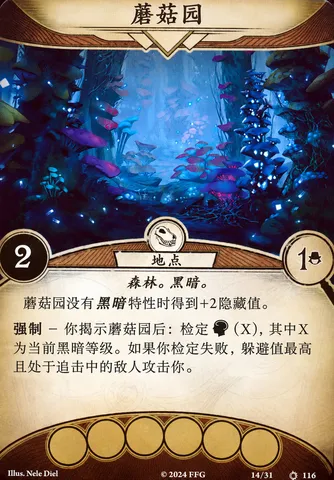 蘑菇园
2
地点
1
森林。黑暗。
蘑菇园没有黑暗特性时得到+2隐藏值。
强制 – 你揭示蘑菇园后：检定 (X)，其中X
为当前黑暗等级。如果你检定失败，躲避值最高
且处于追击中的敌人攻击你。
Illus. Nele Diel
© 2024 FFG
14/31
116